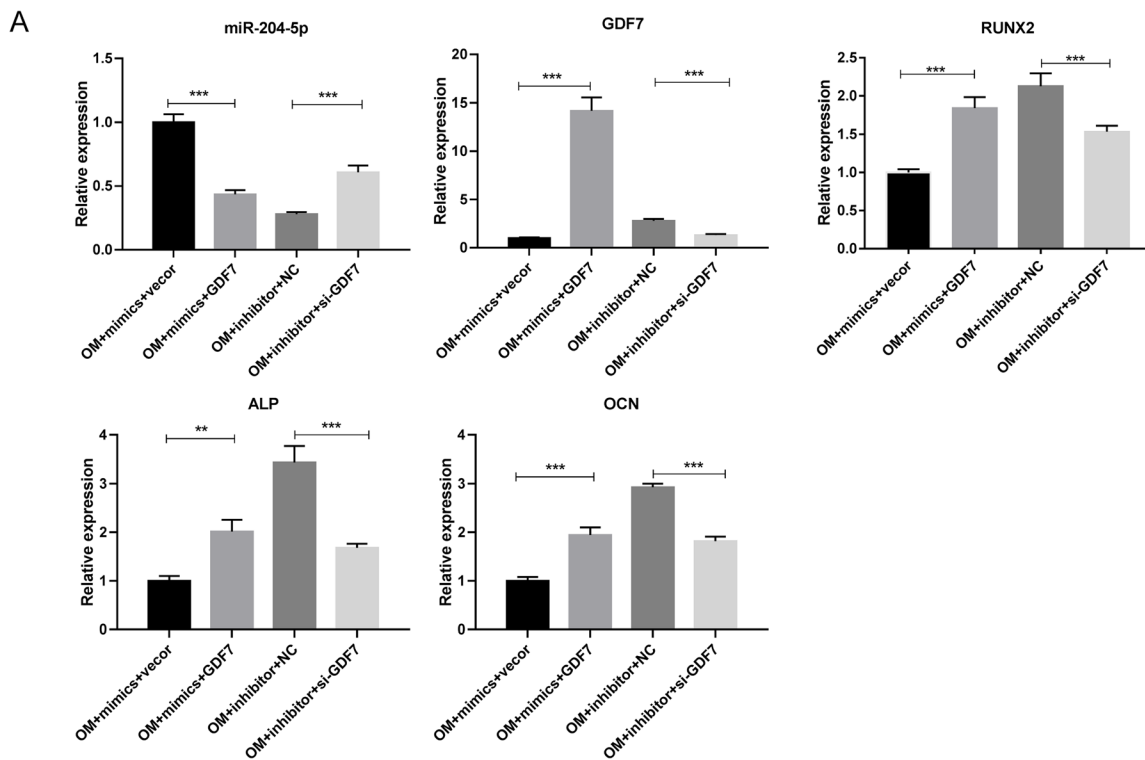 A
miR-204-5p
Relative expression
1.5
1.0
0.5
0.0
***
***
OM+mimics+vecor
OM+mimics+GDF7
OM+inhibitor+NC
OM+inhibitor+si-GDF7
GDF7
Relative expression
20
15
10
5
0
***
***
OM+mimics+vecor
OM+mimics+GDF7
OM+inhibitor+NC
OM+inhibitor+si-GDF7
RUNX2
Relative expression
2.5
2.0
1.5
1.0
0.5
0.0
***
***
OM+mimics+vecor
OM+mimics+GDF7
OM+inhibitor+NC
OM+inhibitor+si-GDF7
ALP
Relative expression
4
3
2
1
0
**
***
OM+mimics+vecor
OM+mimics+GDF7
OM+inhibitor+NC
OM+inhibitor+si-GDF7
OCN
Relative expression
4
3
2
1
0
***
***
OM+mimics+vecor
OM+mimics+GDF7
OM+inhibitor+NC
OM+inhibitor+si-GDF7